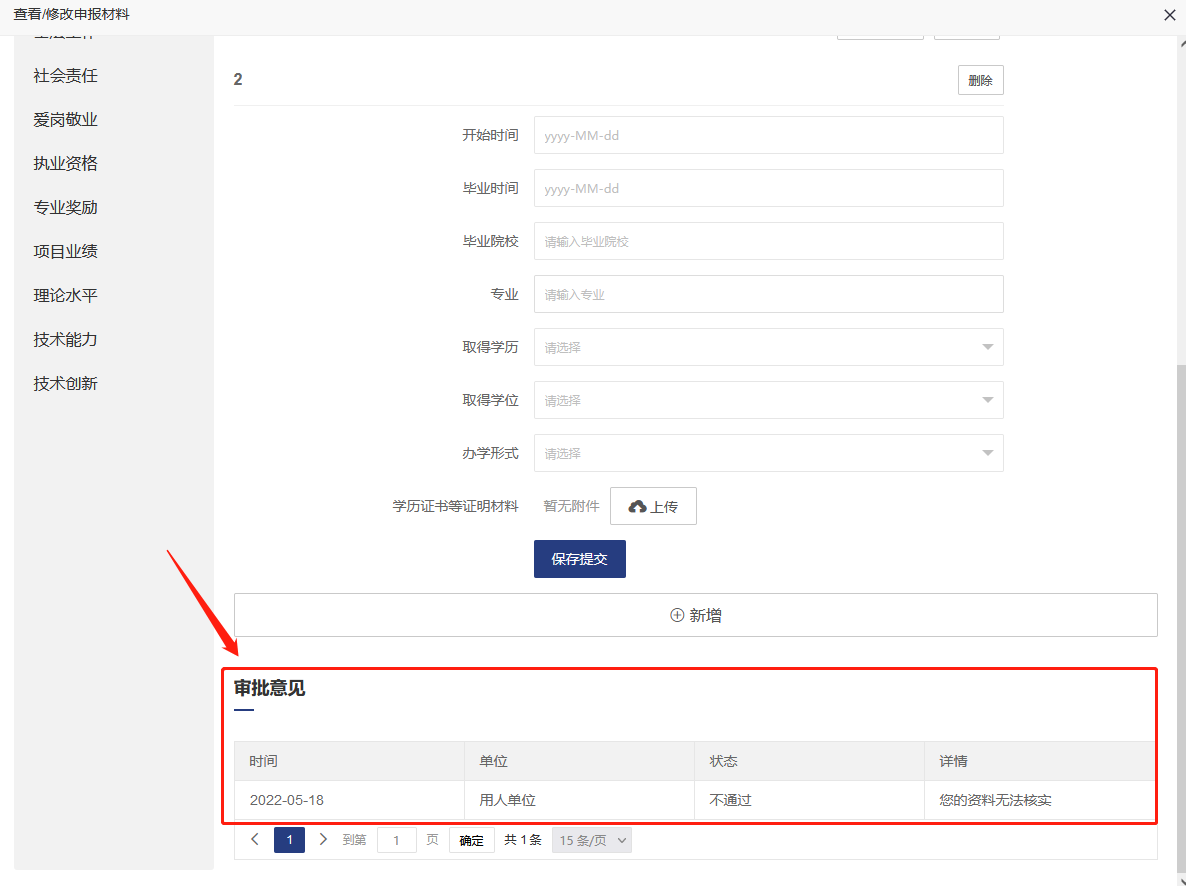 查看/修改申报材料
社会责任
爱岗敬业
执业资格
专业奖励
项目业绩
理论水平
技术能力
技术创新
2
删除
开始时间 yyyy-MM-dd
毕业时间 yyyy-MM-dd
毕业院校 请输入毕业院校
专业 请输入专业
取得学历 请选择
取得学位 请选择
办学形式 请选择
学历证书等证明材料 暂无附件 上传
保存提交
新增
审批意见
时间 单位 状态 详情
2022-05-18 用人单位 不通过 您的资料无法核实
1 到第 1 页 确定 共 1 条 15 条/页